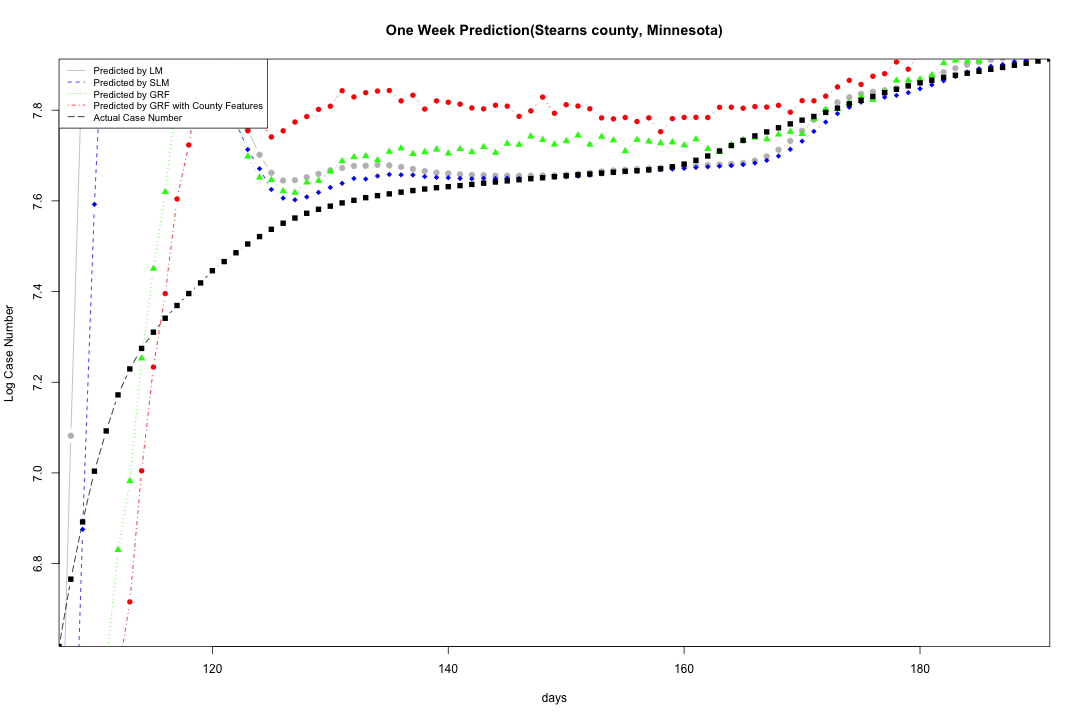 One Week Prediction(Stearns county, Minnesota)
Predicted by LM
Predicted by SLM
Predicted by GRF
Predicted by GRF with County Features
Actual Case Number
7.8
7.6
7.4
7.2
7.0
6.8
Log Case Number
120 140 160 180
days